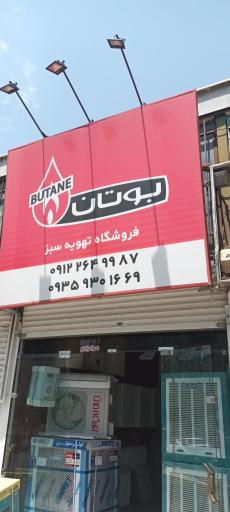 BUTANE
بوتان
فروشگاه تهویه سبز
۰۹۱۲ ۲۶۴ ۹۹ ۸۷
۰۹۳۵ ۹۳۰ ۱۶ ۶۹